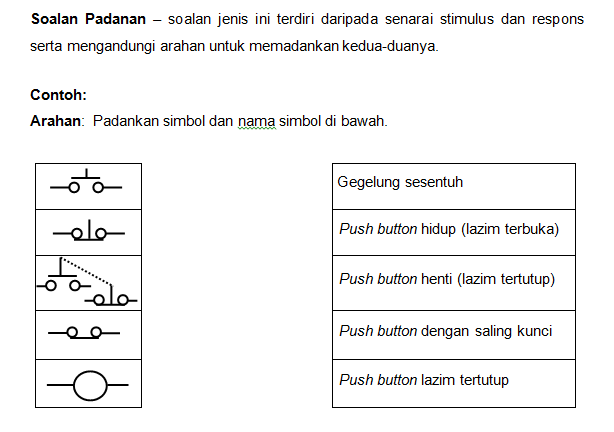 Soalan Padanan – soalan jenis ini terdiri daripada senarai stimulus dan respons
serta mengandungi arahan untuk memadankan kedua-duanya.
Contoh:
Arahan: Padankan simbol dan nama simbol di bawah.
Gegelung sesentuh
Push button hidup (lazim terbuka)
Push button henti (lazim tertutup)
Push button dengan saling kunci
Push button lazim tertutup